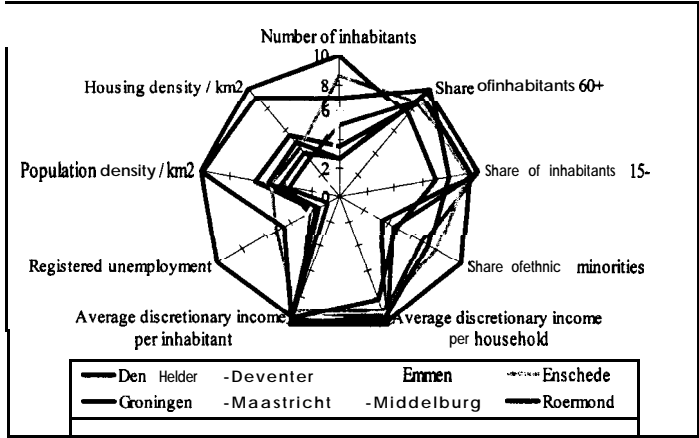 Number of inhabitants
10
Housing density / km2
8
Share ofinhabitants 60+
6
Population density / km2
2
Share of inhabitants 15-
0
Registered unemployment
Share ofethnic minorities
Average discretionary income
per inhabitant
Average discretionary income
per household
Den Helder -Deventer Emmen Enschede
Groningen -Maastricht -Middelburg Roermond